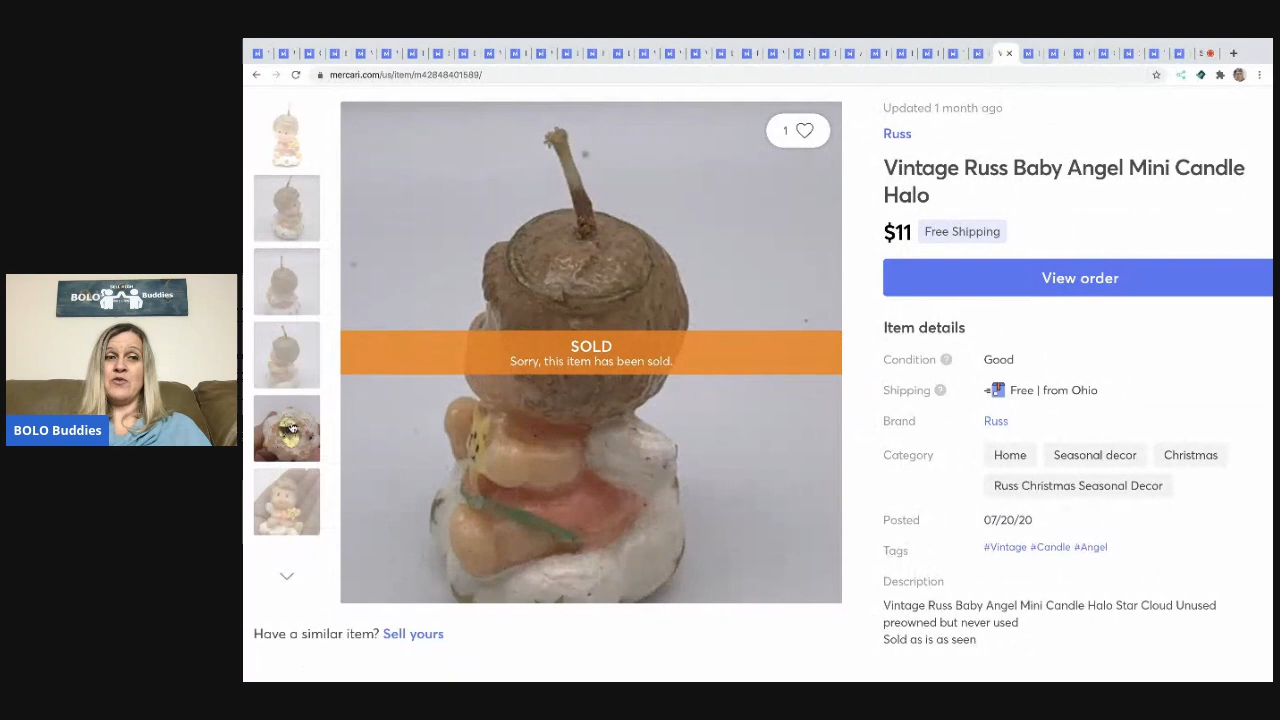 mercari.com/us/item/m42848401589/
Updated 1 month ago
Russ
Vintage Russ Baby Angel Mini Candle
Halo
$11 Free Shipping
View order
1
SOLD
Sorry, this item has been sold.
Item details
Condition Good
Shipping Free | from Ohio
Brand Russ
Category Home Seasonal decor Christmas
Russ Christmas Seasonal Decor
Posted 07/20/20
Tags #Vintage #Candle #Angel
Description
Vintage Russ Baby Angel Mini Candle Halo Star Cloud Unused
preowned but never used
Sold as is as seen
Have a similar item? Sell yours
SELL HIGH
BOLO Buddies
BOLO Buddies